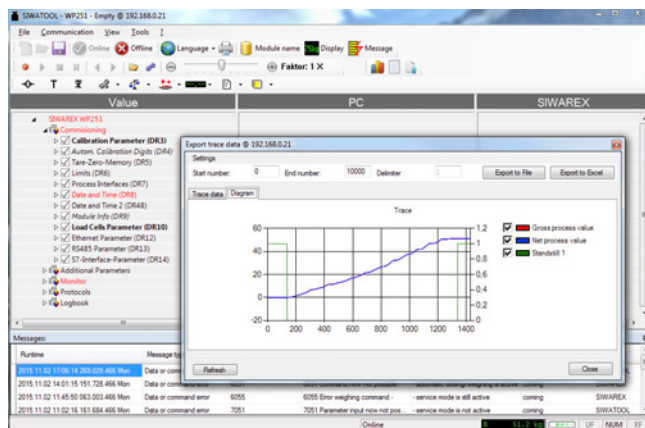 SIWATOOL - WP251 - Empty @ 192.168.0.21
File Communication View Tools ?
Online Offline Language Module name Display Message
Faktor: 1 X
Value PC SIWAREX
SIWAREX WP251
Commisioning
Calibration Parameter (DR3)
Autom. Calibration Digits (DR4)
Tare-Zero-Memory (DR5)
Limits (DR6)
Process Interfaces (DR7)
Date and Time (DR8)
Date and Time 2 (DR48)
Module Info (DR9)
Load Cells Parameter (DR10)
Ethernet Parameter (DR12)
RS485 Parameter (DR13)
S7-Interface-Parameter (DR14)
Additional Parameters
Monitor
Protocols
Logbook
Export trace data @ 192.168.0.21
Settings
Start number: 0 End number: 10000 Delimiter ; Export to File Export to Excel
Trace data Diagram
Trace
60 1.2
1
40 0.8
20 0.6
0.4
0 0.2
-20 0
0 200 400 600 800 1000 1200 1400
Gross process value
Net process value
Standstill 1
Refresh Close
Messages:
Runtime Message typ
2015.11.02 17:06:14 269.029.466 Mon Data or comm
2015.11.02 14:01:15 151.728.466 Mon Data or command error coming SIWAREX
2015.11.02 11:45:50 063.003.466 Mon Data or command error 6055 6055 Error weighing command - - service mode is still active coming SIWAREX
2015.11.02 11:02:16 161.684.466 Mon Data or command error 7051 7051 Parameter input now not pos... - service mode is not active coming SIWATOOL
Online 51.2 kg UF NUM RF